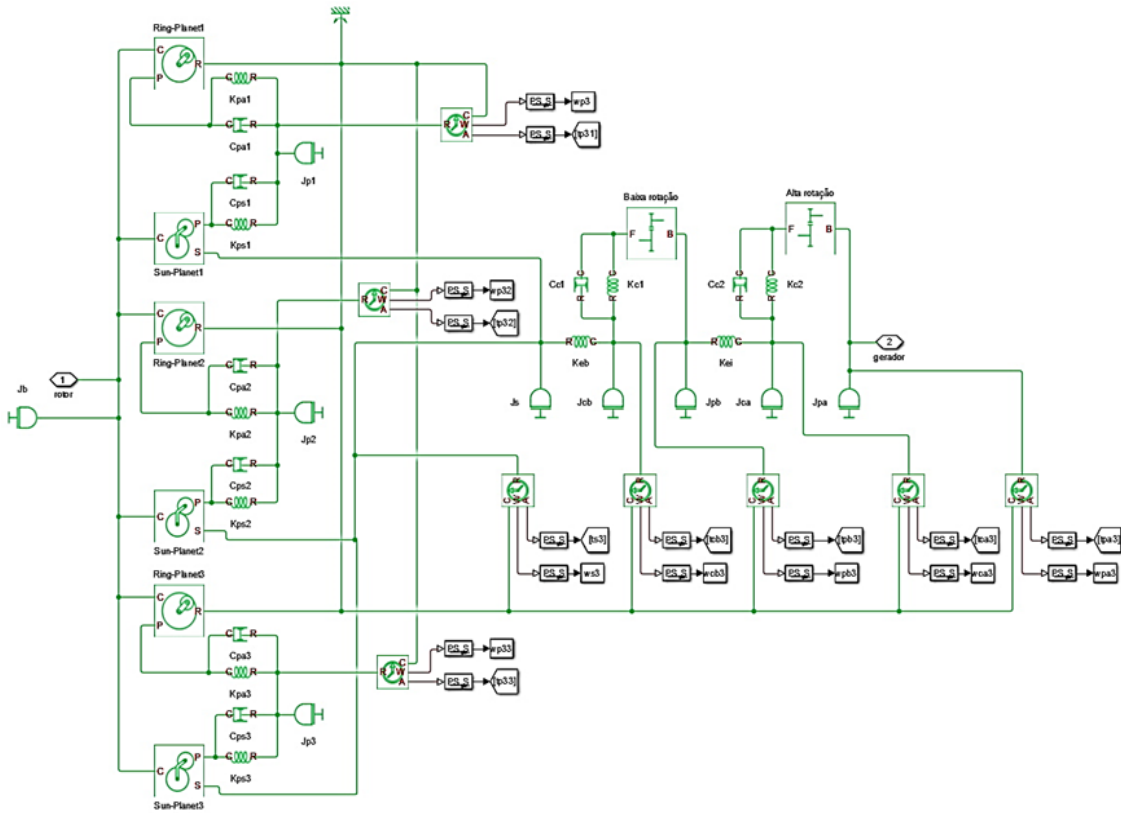 Ring-Planet1
C
P
R
C R
Kpa1
C R
Cpa1
Jp1
C R
Cps1
C R
Kps1
C
P
S
Sun-Planet1
R
C
W
A
PS S
wp3
PS S
[tp31]
Baixa rotação
F
B
Alta rotação
F
B
Cc1
C
R
Kc1
C
R
Cc2
C
R
Kc2
C
R
R C
Keb
R C
Kei
2
gerador
Js
Jcb
Jpb
Jca
Jpa
C
P
R
Ring-Planet2
R
C
W
A
PS S
wp32
PS S
[tp32]
C R
Cpa2
C R
Kpa2
Jp2
Jb
1
rotor
C R
Cps2
C R
Kps2
C
P
S
Sun-Planet2
C
W
R
A
PS S
[ts3]
PS S
ws3
C
W
R
A
PS S
PS S
wcb3
C
W
R
A
PS S
[tpb3]
PS S
wpb3
C
W
R
A
PS S
PS S
wca3
C
W
R
A
PS S
[tpa3]
PS S
wpa3
Ring-Planet3
C
P
R
C R
Cpa3
C R
Kpa3
R
C
W
A
PS S
wp33
PS S
[tp33]
Jp3
C R
Cps3
C R
Kps3
C
P
S
Sun-Planet3